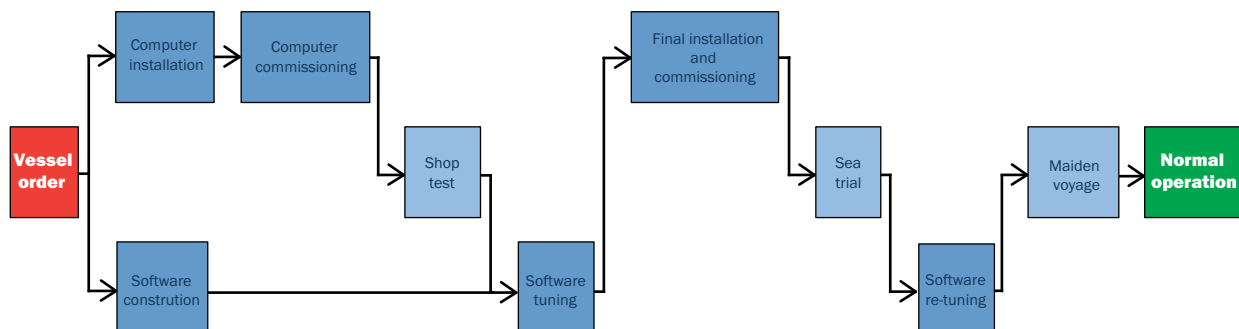 Vessel
order
Computer
installation
Computer
commissioning
Shop
test
Software
constrution
Software
tuning
Final installation
and
commissioning
Sea
trial
Software
re-tuning
Maiden
voyage
Normal
operation